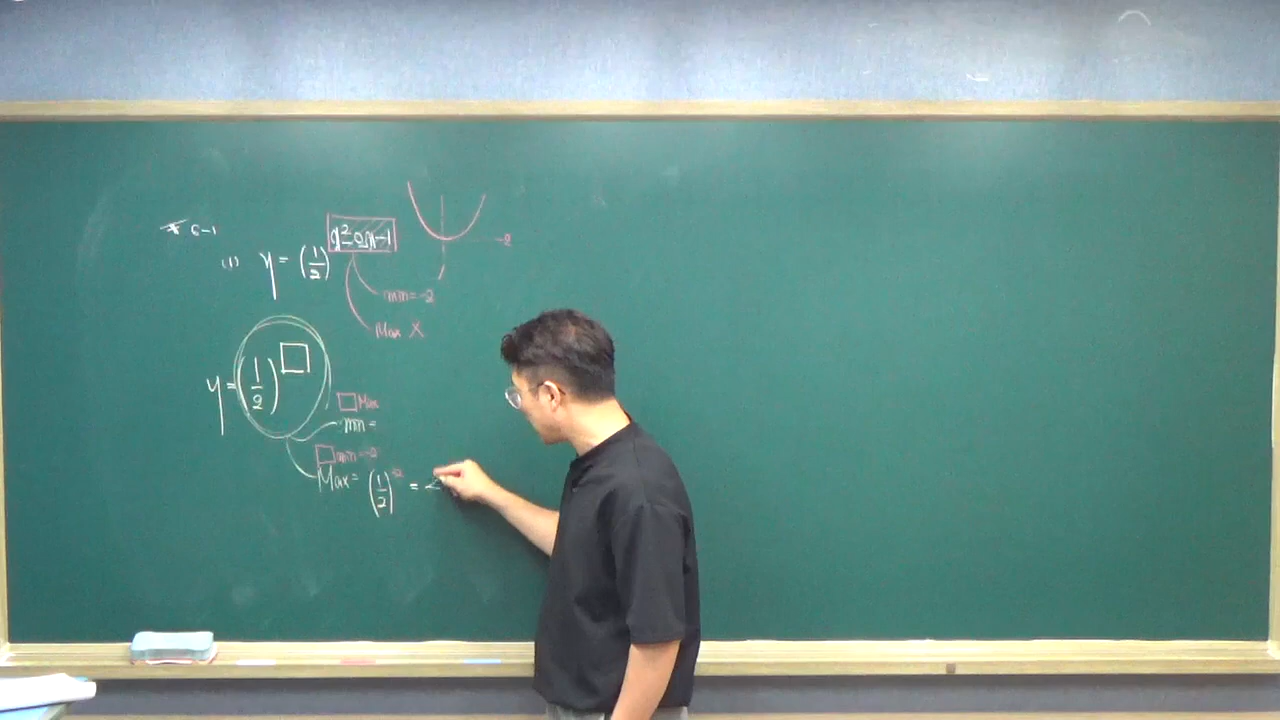 * 6-1
(1) y = (1/2)^{x²-2x-1}
-2
min = -2
Max X
y = (1/2)^□
□ Max
min =
□ min = -2
Max = (1/2)^{-2} =